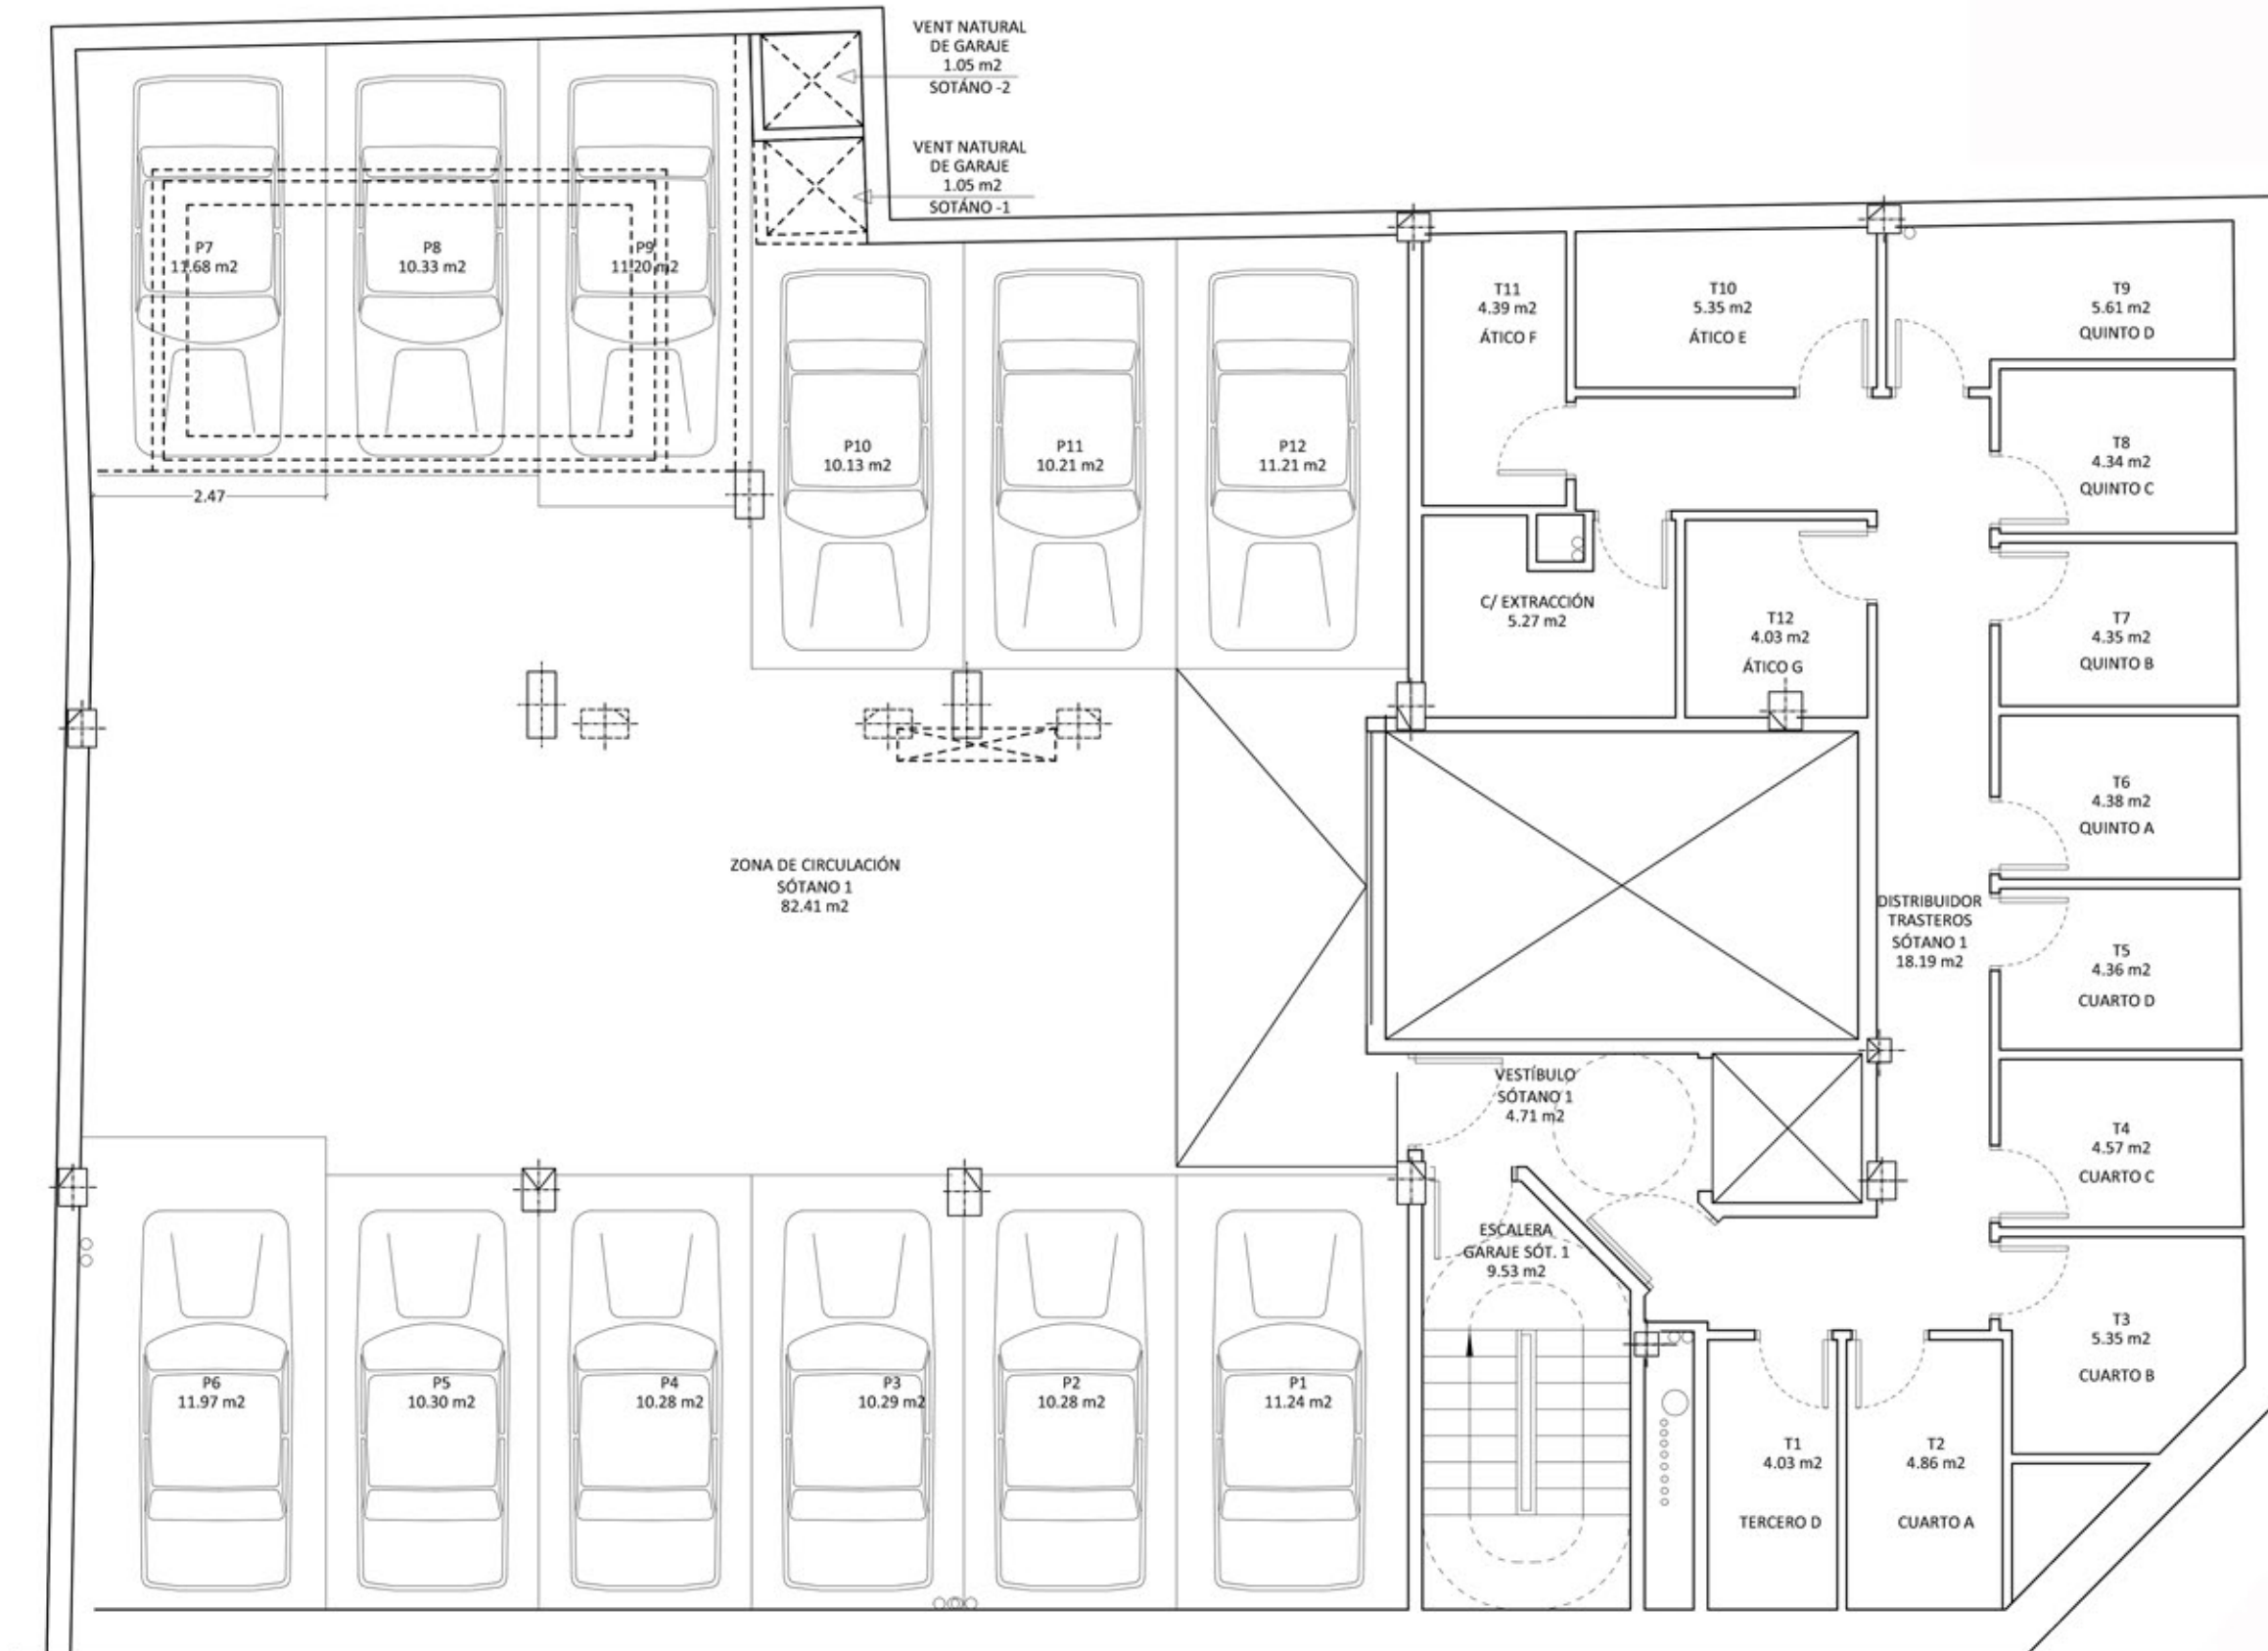 VENT NATURAL
DE GARAJE
1.05 m2
SOTÁNO -2
VENT NATURAL
DE GARAJE
1.05 m2
SOTÁNO -1
P7
11.68 m2
P8
10.33 m2
P9
11.20 m2
2.47
P10
10.13 m2
P11
10.21 m2
P12
11.21 m2
T11
4.39 m2
ÁTICO F
T10
5.35 m2
ÁTICO E
T9
5.61 m2
QUINTO D
T8
4.34 m2
QUINTO C
C/ EXTRACCIÓN
5.27 m2
T12
4.03 m2
ÁTICO G
T7
4.35 m2
QUINTO B
T6
4.38 m2
QUINTO A
ZONA DE CIRCULACIÓN
SÓTANO 1
82.41 m2
DISTRIBUIDOR
TRASTEROS
SÓTANO 1
18.19 m2
T5
4.36 m2
CUARTO D
VESTÍBULO
SÓTANO 1
4.71 m2
T4
4.57 m2
CUARTO C
ESCALERA
GARAJE SÓT. 1
9.53 m2
T3
5.35 m2
CUARTO B
P6
11.97 m2
P5
10.30 m2
P4
10.28 m2
P3
10.29 m2
P2
10.28 m2
P1
11.24 m2
T1
4.03 m2
TERCERO D
T2
4.86 m2
CUARTO A